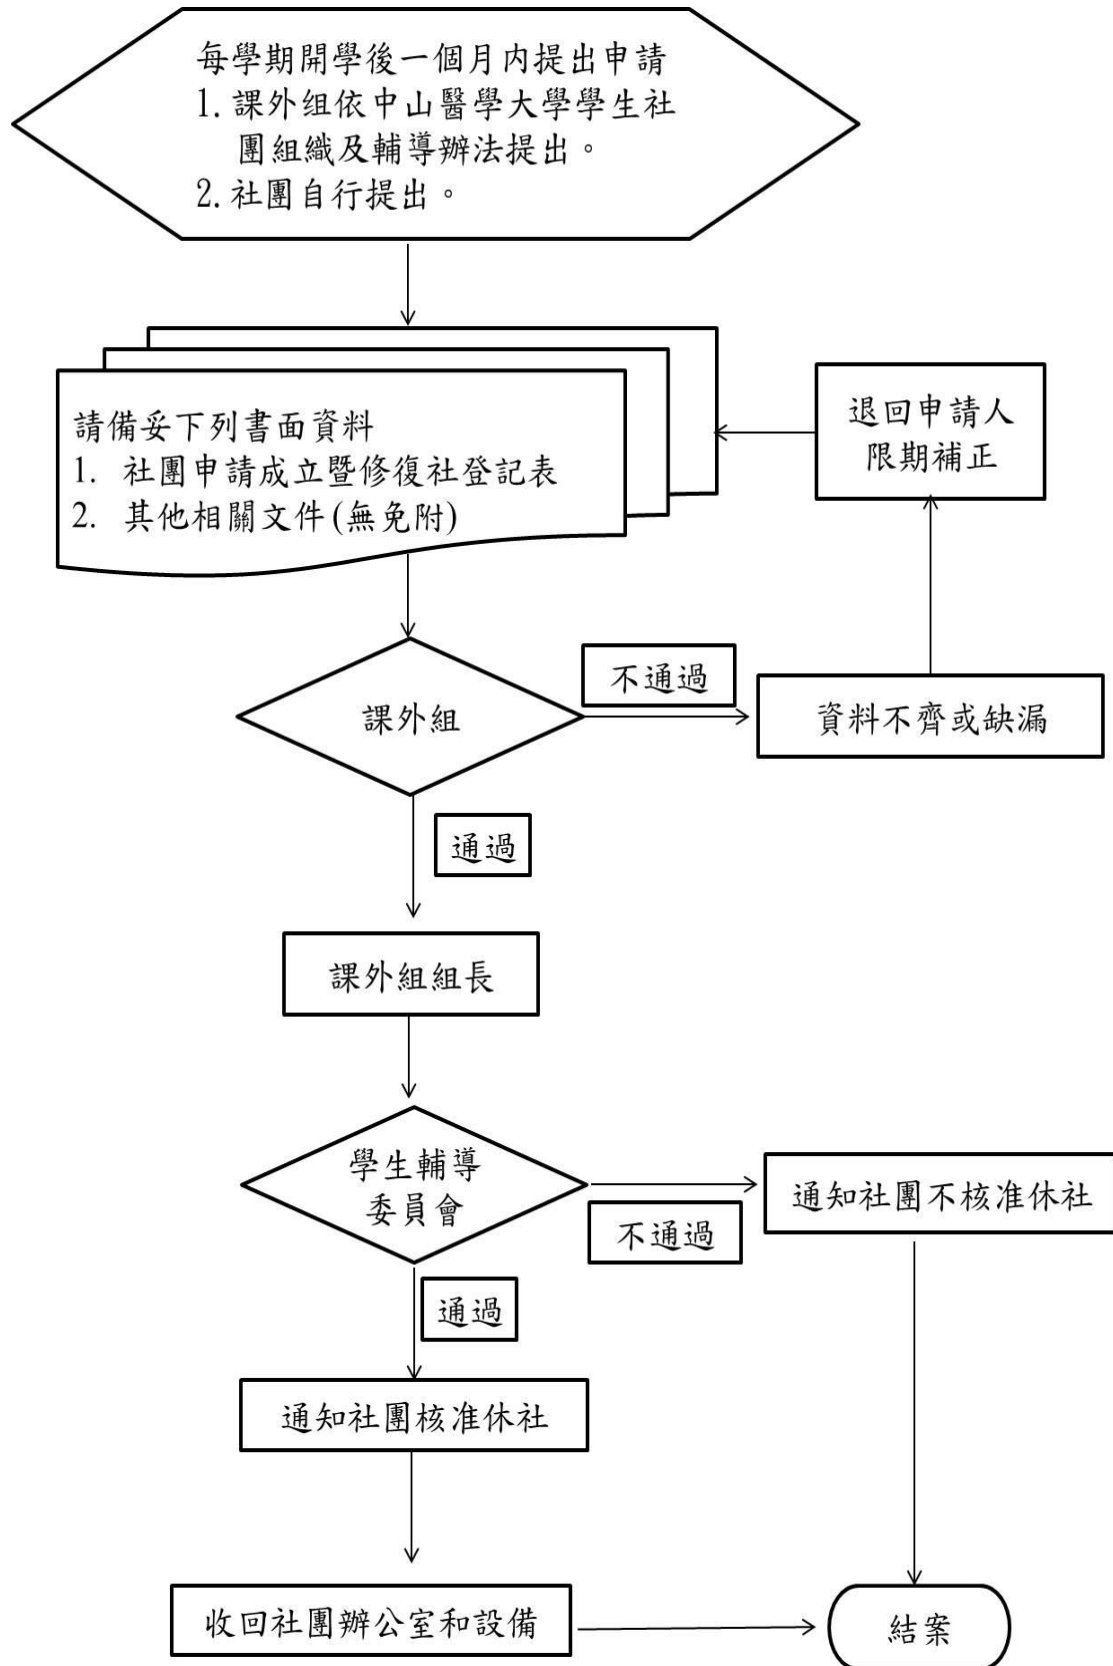 每學期開學後一個月內提出申請
1. 課外組依中山醫學大學學生社
團組織及輔導辦法提出。
2. 社團自行提出。
請備妥下列書面資料
1. 社團申請成立暨修復社登記表
2. 其他相關文件(無免附)
退回申請人
限期補正
課外組
不通過
資料不齊或缺漏
通過
課外組組長
學生輔導
委員會
不通過
通知社團不核准休社
通過
通知社團核准休社
收回社團辦公室和設備
結案